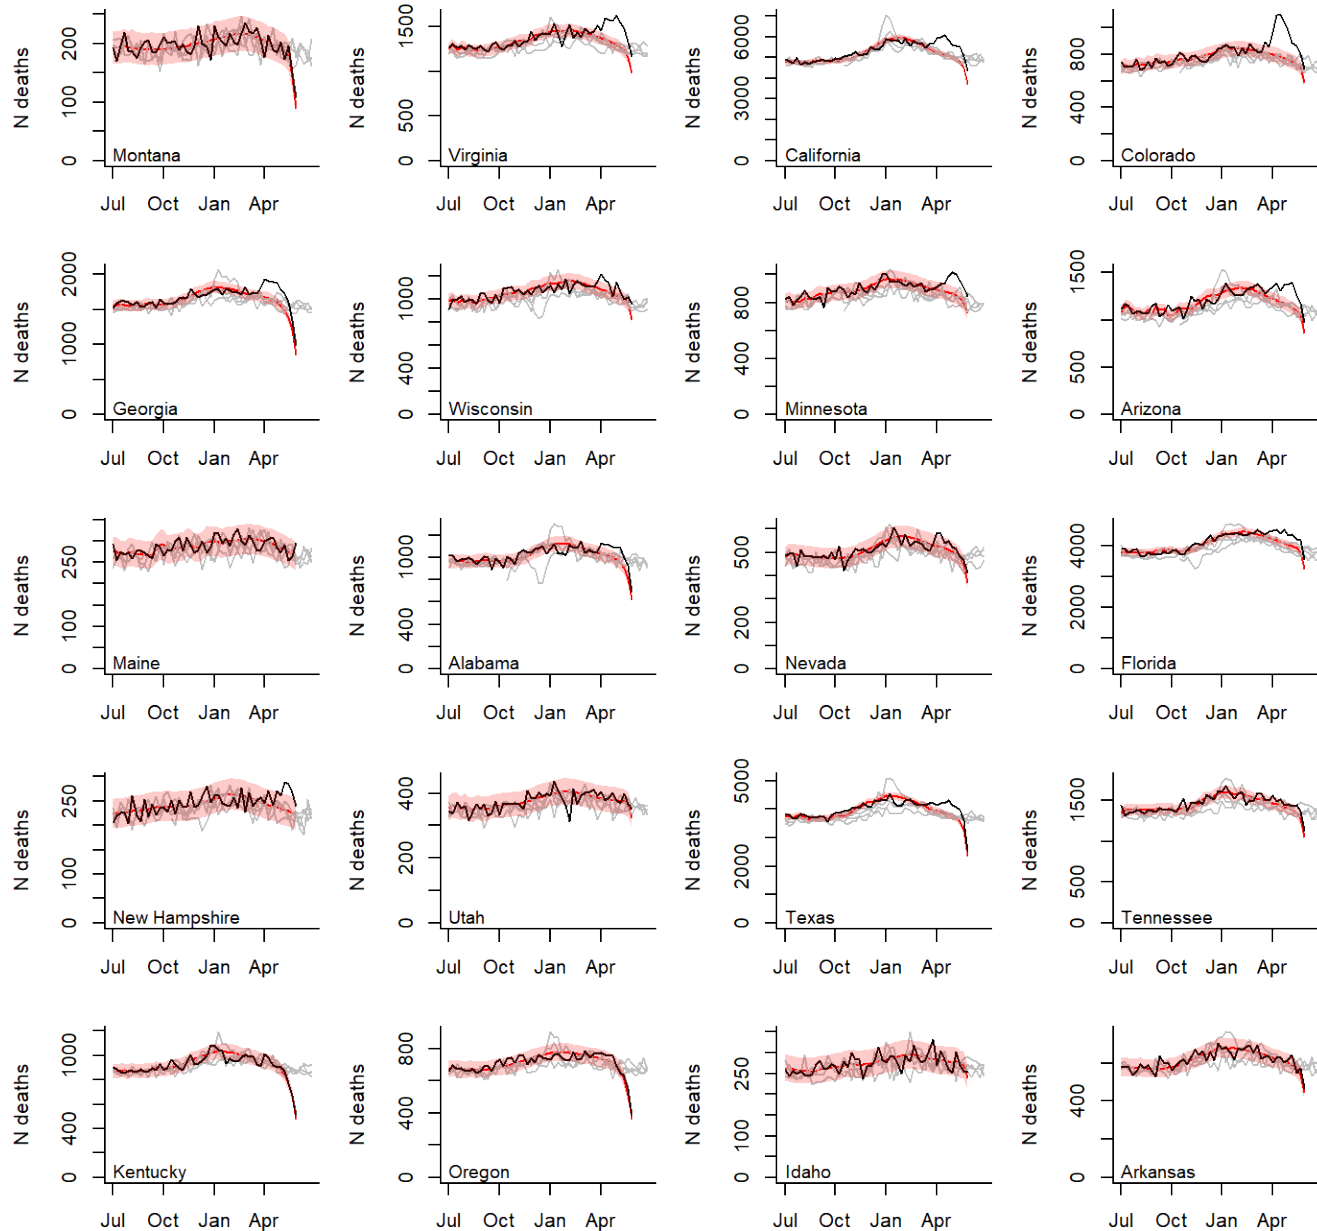 N deaths
200
100
0
Montana
Jul Oct Jan Apr
N deaths
1500
500
0
Virginia
Jul Oct Jan Apr
N deaths
6000
3000
0
California
Jul Oct Jan Apr
N deaths
800
400
0
Colorado
Jul Oct Jan Apr
N deaths
2000
1000
0
Georgia
Jul Oct Jan Apr
N deaths
1000
400
0
Wisconsin
Jul Oct Jan Apr
N deaths
800
400
0
Minnesota
Jul Oct Jan Apr
N deaths
1500
500
0
Arizona
Jul Oct Jan Apr
N deaths
250
100
0
Maine
Jul Oct Jan Apr
N deaths
1000
400
0
Alabama
Jul Oct Jan Apr
N deaths
500
200
0
Nevada
Jul Oct Jan Apr
N deaths
4000
2000
0
Florida
Jul Oct Jan Apr
N deaths
250
100
0
New Hampshire
Jul Oct Jan Apr
N deaths
400
200
0
Utah
Jul Oct Jan Apr
N deaths
5000
2000
0
Texas
Jul Oct Jan Apr
N deaths
1500
500
0
Tennessee
Jul Oct Jan Apr
N deaths
1000
400
0
Kentucky
Jul Oct Jan Apr
N deaths
800
400
0
Oregon
Jul Oct Jan Apr
N deaths
250
100
0
Idaho
Jul Oct Jan Apr
N deaths
400
0
Arkansas
Jul Oct Jan Apr